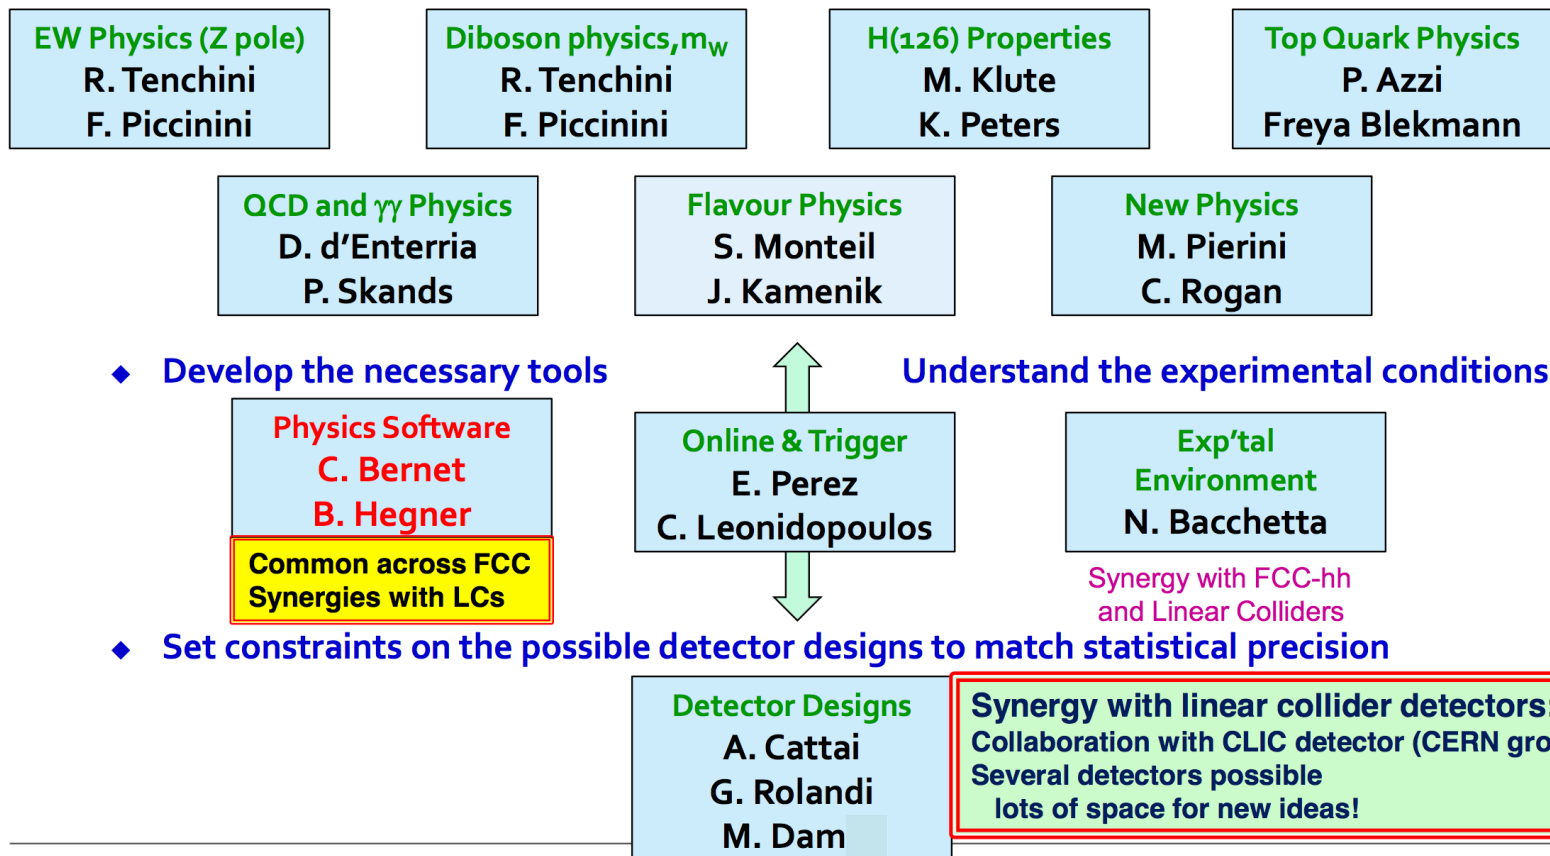 EW Physics (Z pole)
R. Tenchini
F. Piccinini
Diboson physics,mW
R. Tenchini
F. Piccinini
H(126) Properties
M. Klute
K. Peters
Top Quark Physics
P. Azzi
Freya Blekmann
QCD and γγ Physics
D. d’Enterria
P. Skands
Flavour Physics
S. Monteil
J. Kamenik
New Physics
M. Pierini
C. Rogan
◆ Develop the necessary tools
Understand the experimental conditions
Physics Software
C. Bernet
B. Hegner
Common across FCC
Synergies with LCs
Online & Trigger
E. Perez
C. Leonidopoulos
Exp’tal
Environment
N. Bacchetta
Synergy with FCC-hh
and Linear Colliders
◆ Set constraints on the possible detector designs to match statistical precision
Detector Designs
A. Cattai
G. Rolandi
M. Dam
Synergy with linear collider detectors:
Collaboration with CLIC detector (CERN gro
Several detectors possible
lots of space for new ideas!